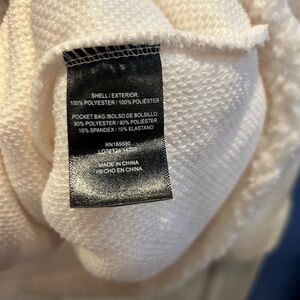 SHELL / EXTERIOR:
100% POLYESTER / 100% POLIÉSTER
POCKET BAG /BOLSO DE BOLSILLO
90% POLYESTER / 90% POLIÉSTER
10% SPANDEX / 10% ELASTANO
MADE IN CHINA
HECHO EN CHINA